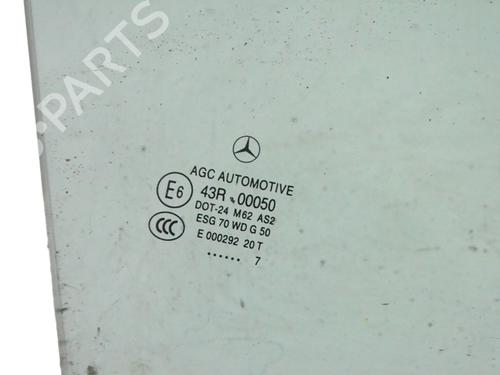 PARTS
AGC AUTOMOTIVE
E6 43R 00050
DOT-24 M62 AS2
CCC ESG 70 WD G 50
E 000292 20 T
...... 7